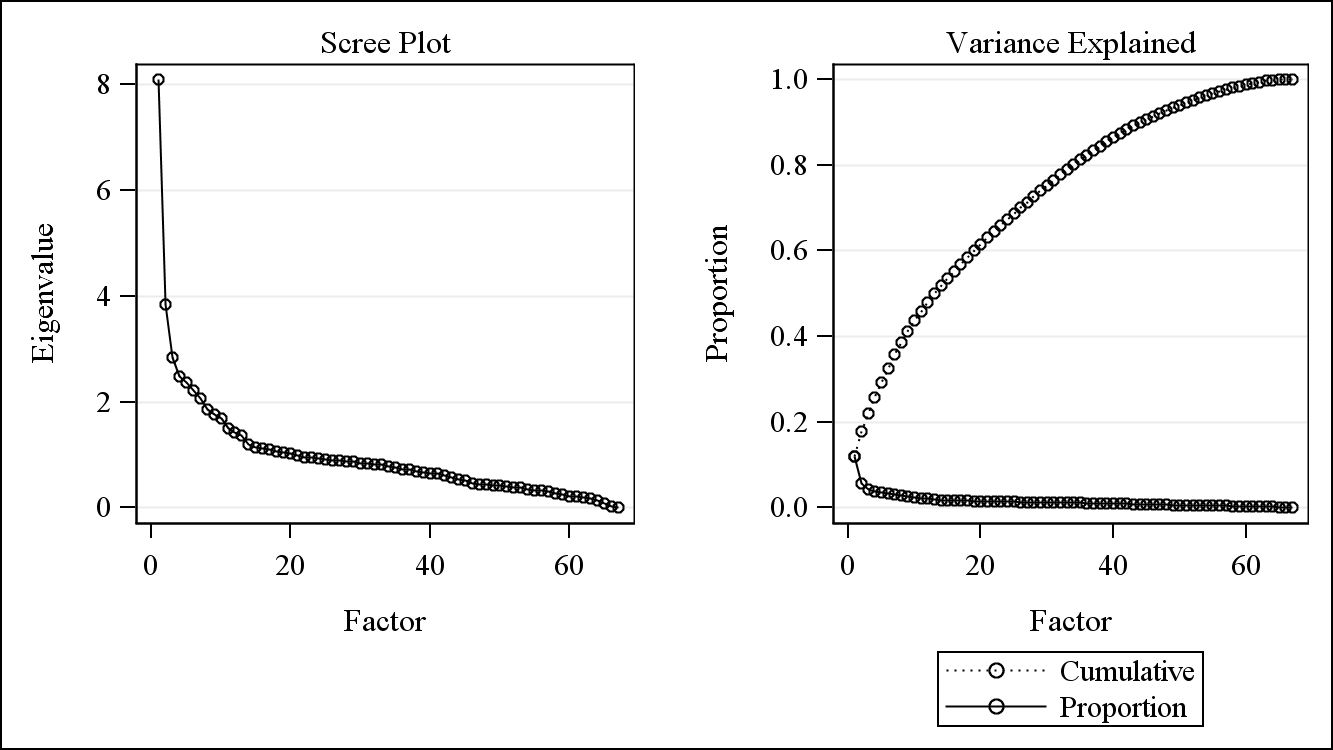 Scree Plot
8
6
4
2
0
Eigenvalue
0 20 40 60
Factor
Variance Explained
1.0
0.8
0.6
0.4
0.2
0.0
Proportion
0 20 40 60
Factor
Cumulative
Proportion